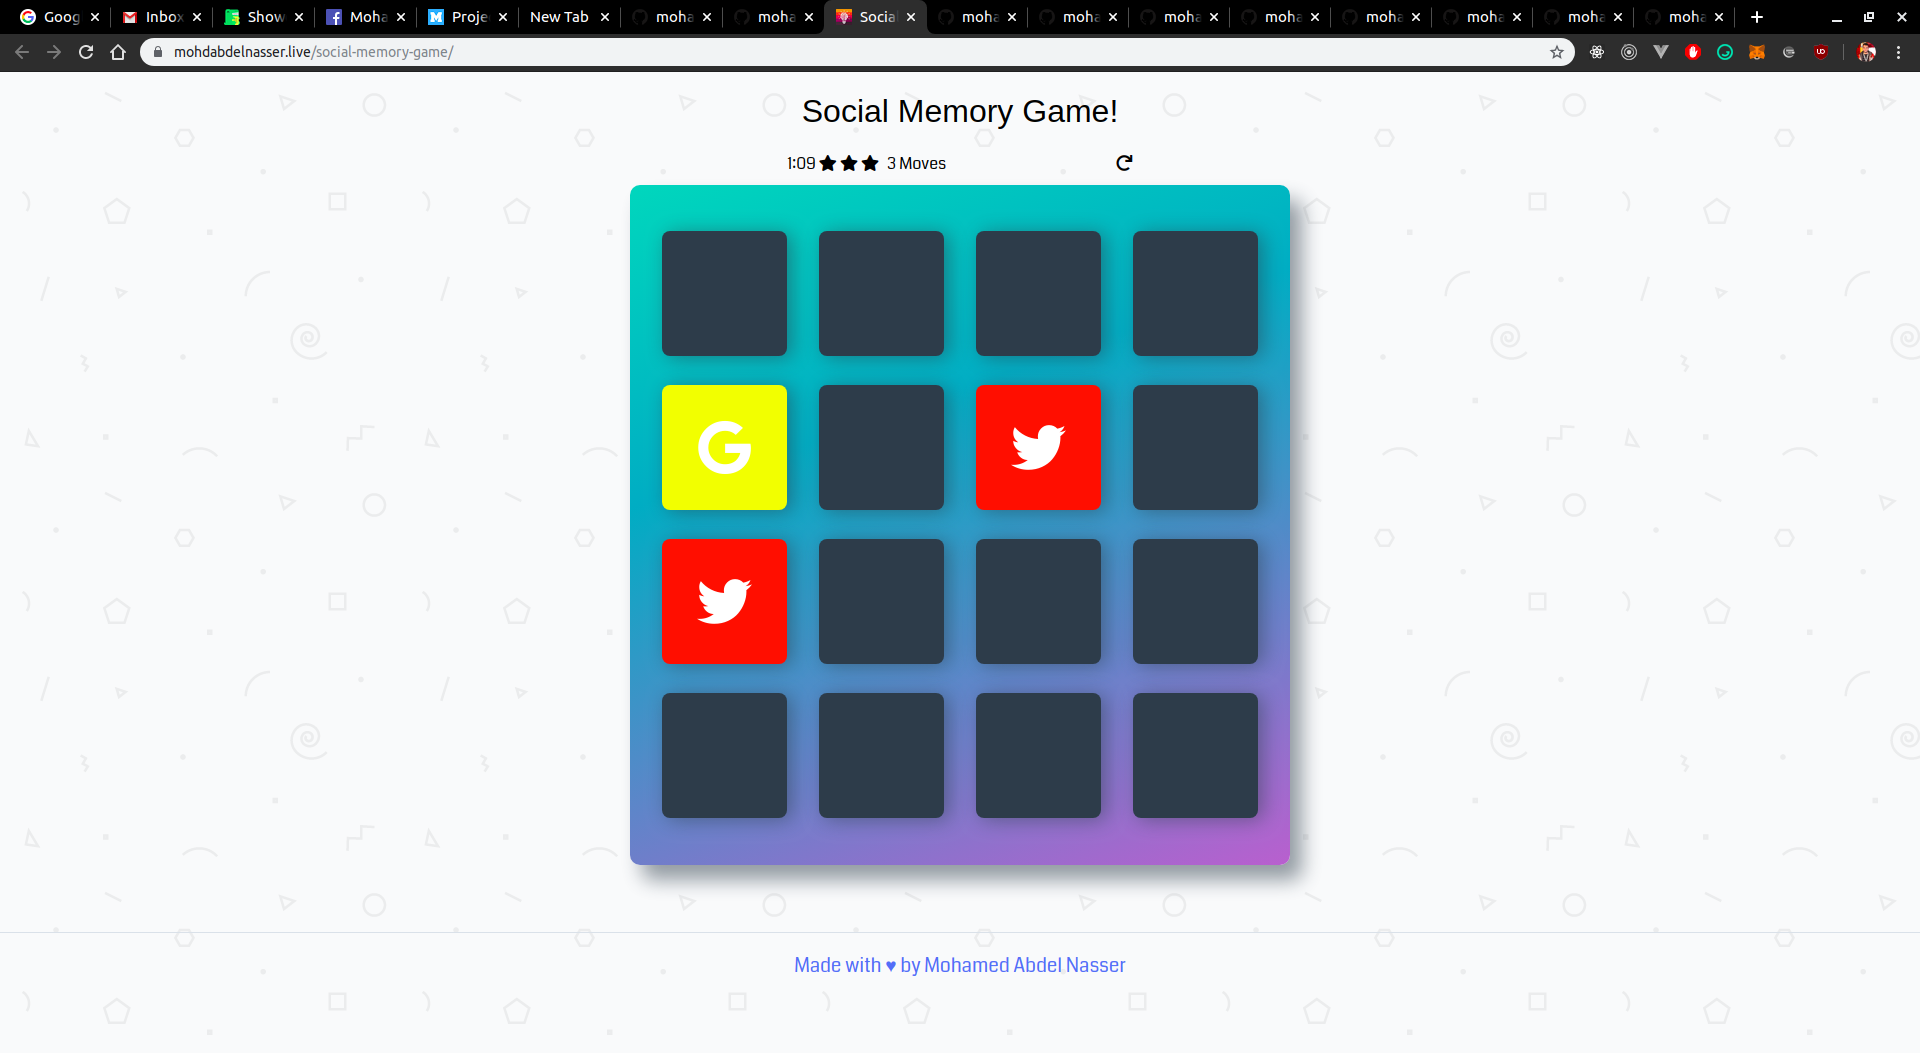 Goog Inbox Show Moha Proje New Tab moha moha Social moha moha moha moha moha moha moha moha
mohdabdelnasser.live/social-memory-game/
Social Memory Game!
1:09 3 Moves
G
Made with ♥ by Mohamed Abdel Nasser